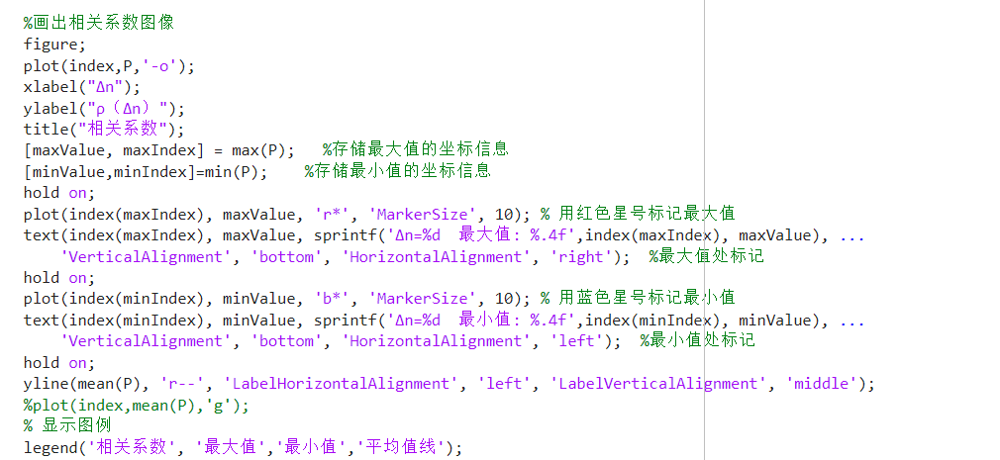 %画出相关系数图像
figure;
plot(index,P,'-o');
xlabel("Δn");
ylabel("ρ（Δn）");
title("相关系数");
[maxValue, maxIndex] = max(P);   %存储最大值的坐标信息
[minValue,minIndex]=min(P);    %存储最小值的坐标信息
hold on;
plot(index(maxIndex), maxValue, 'r*', 'MarkerSize', 10); % 用红色星号标记最大值
text(index(maxIndex), maxValue, sprintf('Δn=%d  最大值: %.4f',index(maxIndex), maxValue), ...
    'VerticalAlignment', 'bottom', 'HorizontalAlignment', 'right');  %最大值处标记
hold on;
plot(index(minIndex), minValue, 'b*', 'MarkerSize', 10); % 用蓝色星号标记最小值
text(index(minIndex), minValue, sprintf('Δn=%d  最小值: %.4f',index(minIndex), minValue), ...
    'VerticalAlignment', 'bottom', 'HorizontalAlignment', 'left');  %最小值处标记
hold on;
yline(mean(P), 'r--', 'LabelHorizontalAlignment', 'left', 'LabelVerticalAlignment', 'middle');
%plot(index,mean(P),'g');
% 显示图例
legend('相关系数', '最大值','最小值','平均值线');